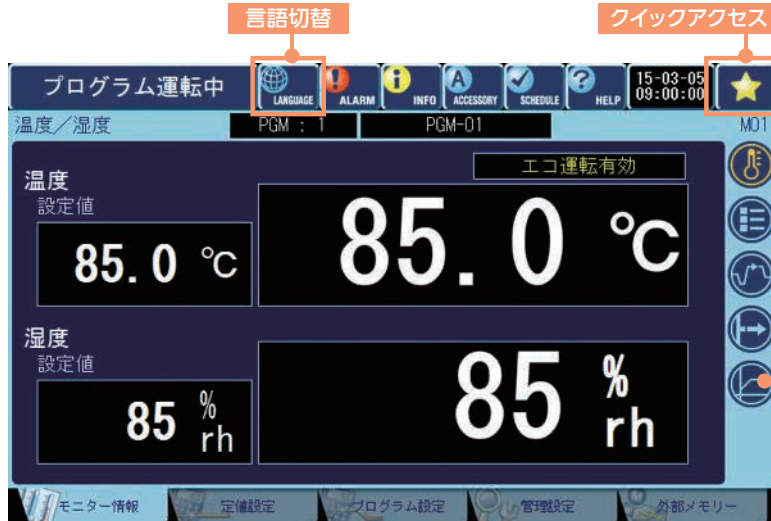 言語切替
クイックアクセス
プログラム運転中
LANGUAGE
ALARM
INFO
ACCESSORY
SCHEDULE
HELP
15-03-05
09:00:00
温度／湿度
PGM : 1
PGM-01
M01
エコ運転有効
温度
設定値
85.0 ℃
85.0 ℃
湿度
設定値
85 % rh
85 % rh
モニター情報
定値設定
プログラム設定
管理設定
外部メモリー